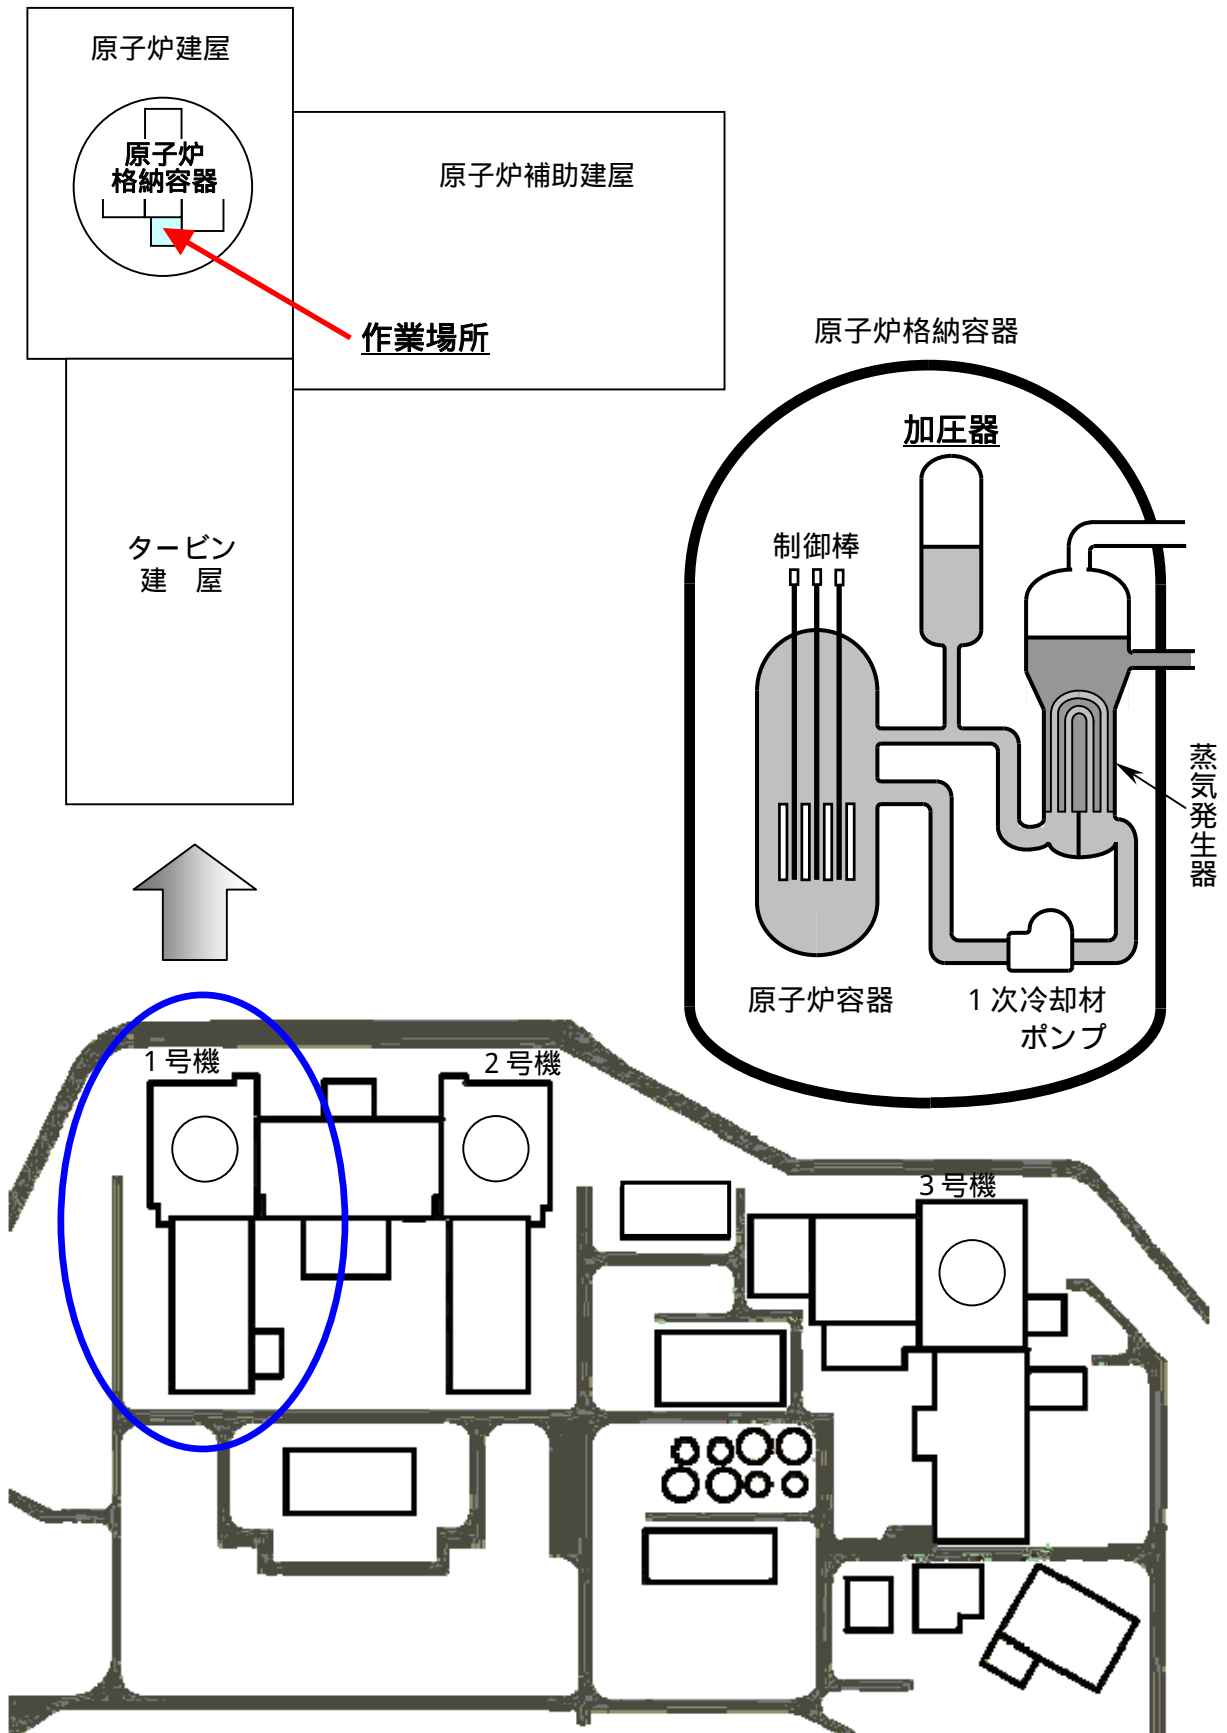 原子炉建屋
原子炉
格納容器
原子炉補助建屋
作業場所
タービン
建　屋
原子炉格納容器
加圧器
制御棒
蒸気発生器
原子炉容器
１次冷却材
ポンプ
１号機
２号機
３号機